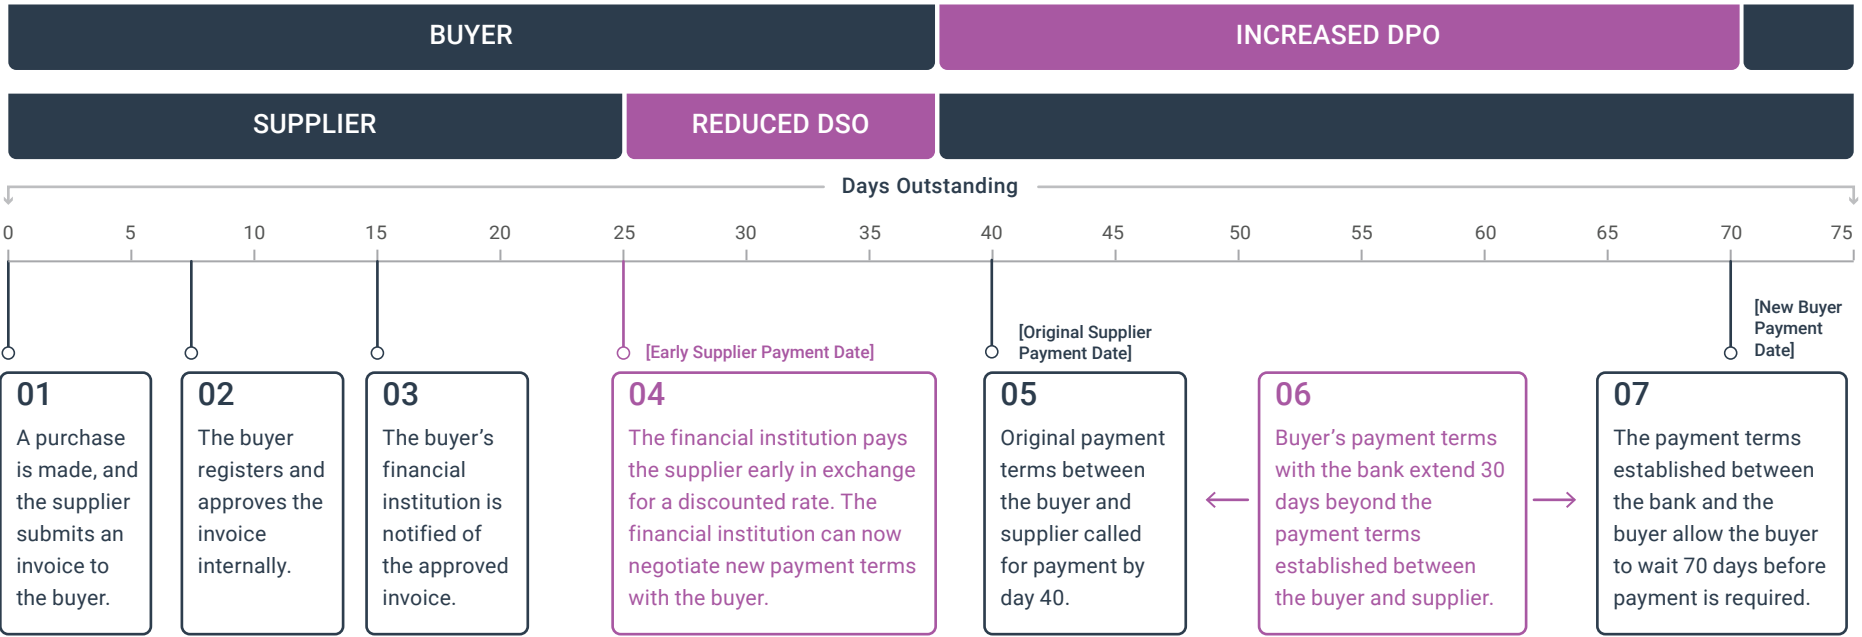 BUYER
INCREASED DPO
SUPPLIER
REDUCED DSO
Days Outstanding
0 5 10 15 20 25 30 35 40 45 50 55 60 65 70 75
[Early Supplier Payment Date]
[Original Supplier
Payment Date]
[New Buyer
Payment
Date]
01
A purchase
is made, and
the supplier
submits an
invoice to
the buyer.
02
The buyer
registers and
approves the
invoice
internally.
03
The buyer’s
financial
institution is
notified of
the approved
invoice.
04
The financial institution pays
the supplier early in exchange
for a discounted rate. The
financial institution can now
negotiate new payment terms
with the buyer.
05
Original payment
terms between
the buyer and
supplier called
for payment by
day 40.
06
Buyer’s payment terms
with the bank extend 30
days beyond the
payment terms
established between
the buyer and supplier.
07
The payment terms
established between
the bank and the
buyer allow the buyer
to wait 70 days before
payment is required.